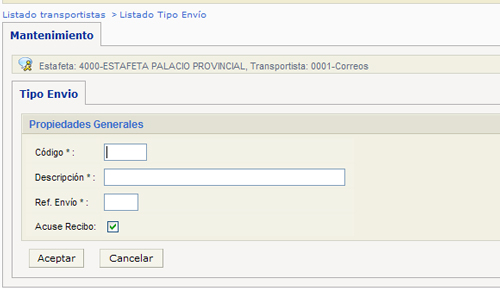 Listado transportistas > Listado Tipo Envío
Mantenimiento
Estafeta: 4000-ESTAFETA PALACIO PROVINCIAL, Transportista: 0001-Correos
Tipo Envio
Propiedades Generales
Código * :
Descripción * :
Ref. Envío * :
Acuse Recibo:
Aceptar Cancelar